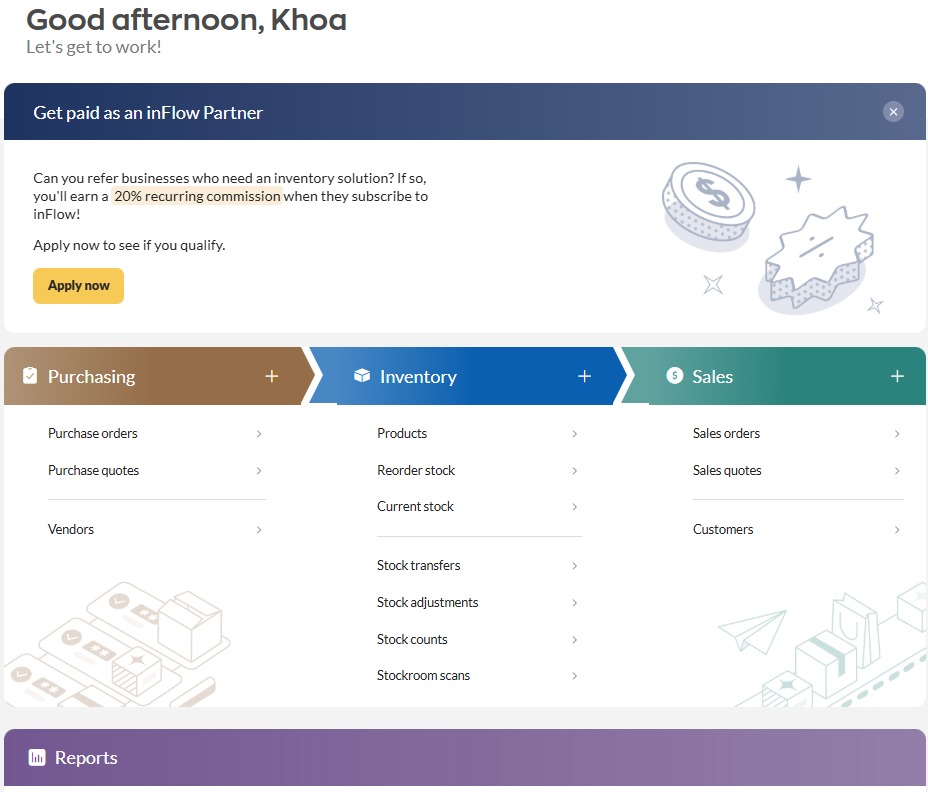 Good afternoon, Khoa
Let's get to work!
Get paid as an inFlow Partner
Can you refer businesses who need an inventory solution? If so,
you'll earn a 20% recurring commission when they subscribe to
inFlow!
Apply now to see if you qualify.
Apply now
Purchasing
Purchase orders
Purchase quotes
Vendors
Inventory
Products
Reorder stock
Current stock
Stock transfers
Stock adjustments
Stock counts
Stockroom scans
Sales
Sales orders
Sales quotes
Customers
Reports